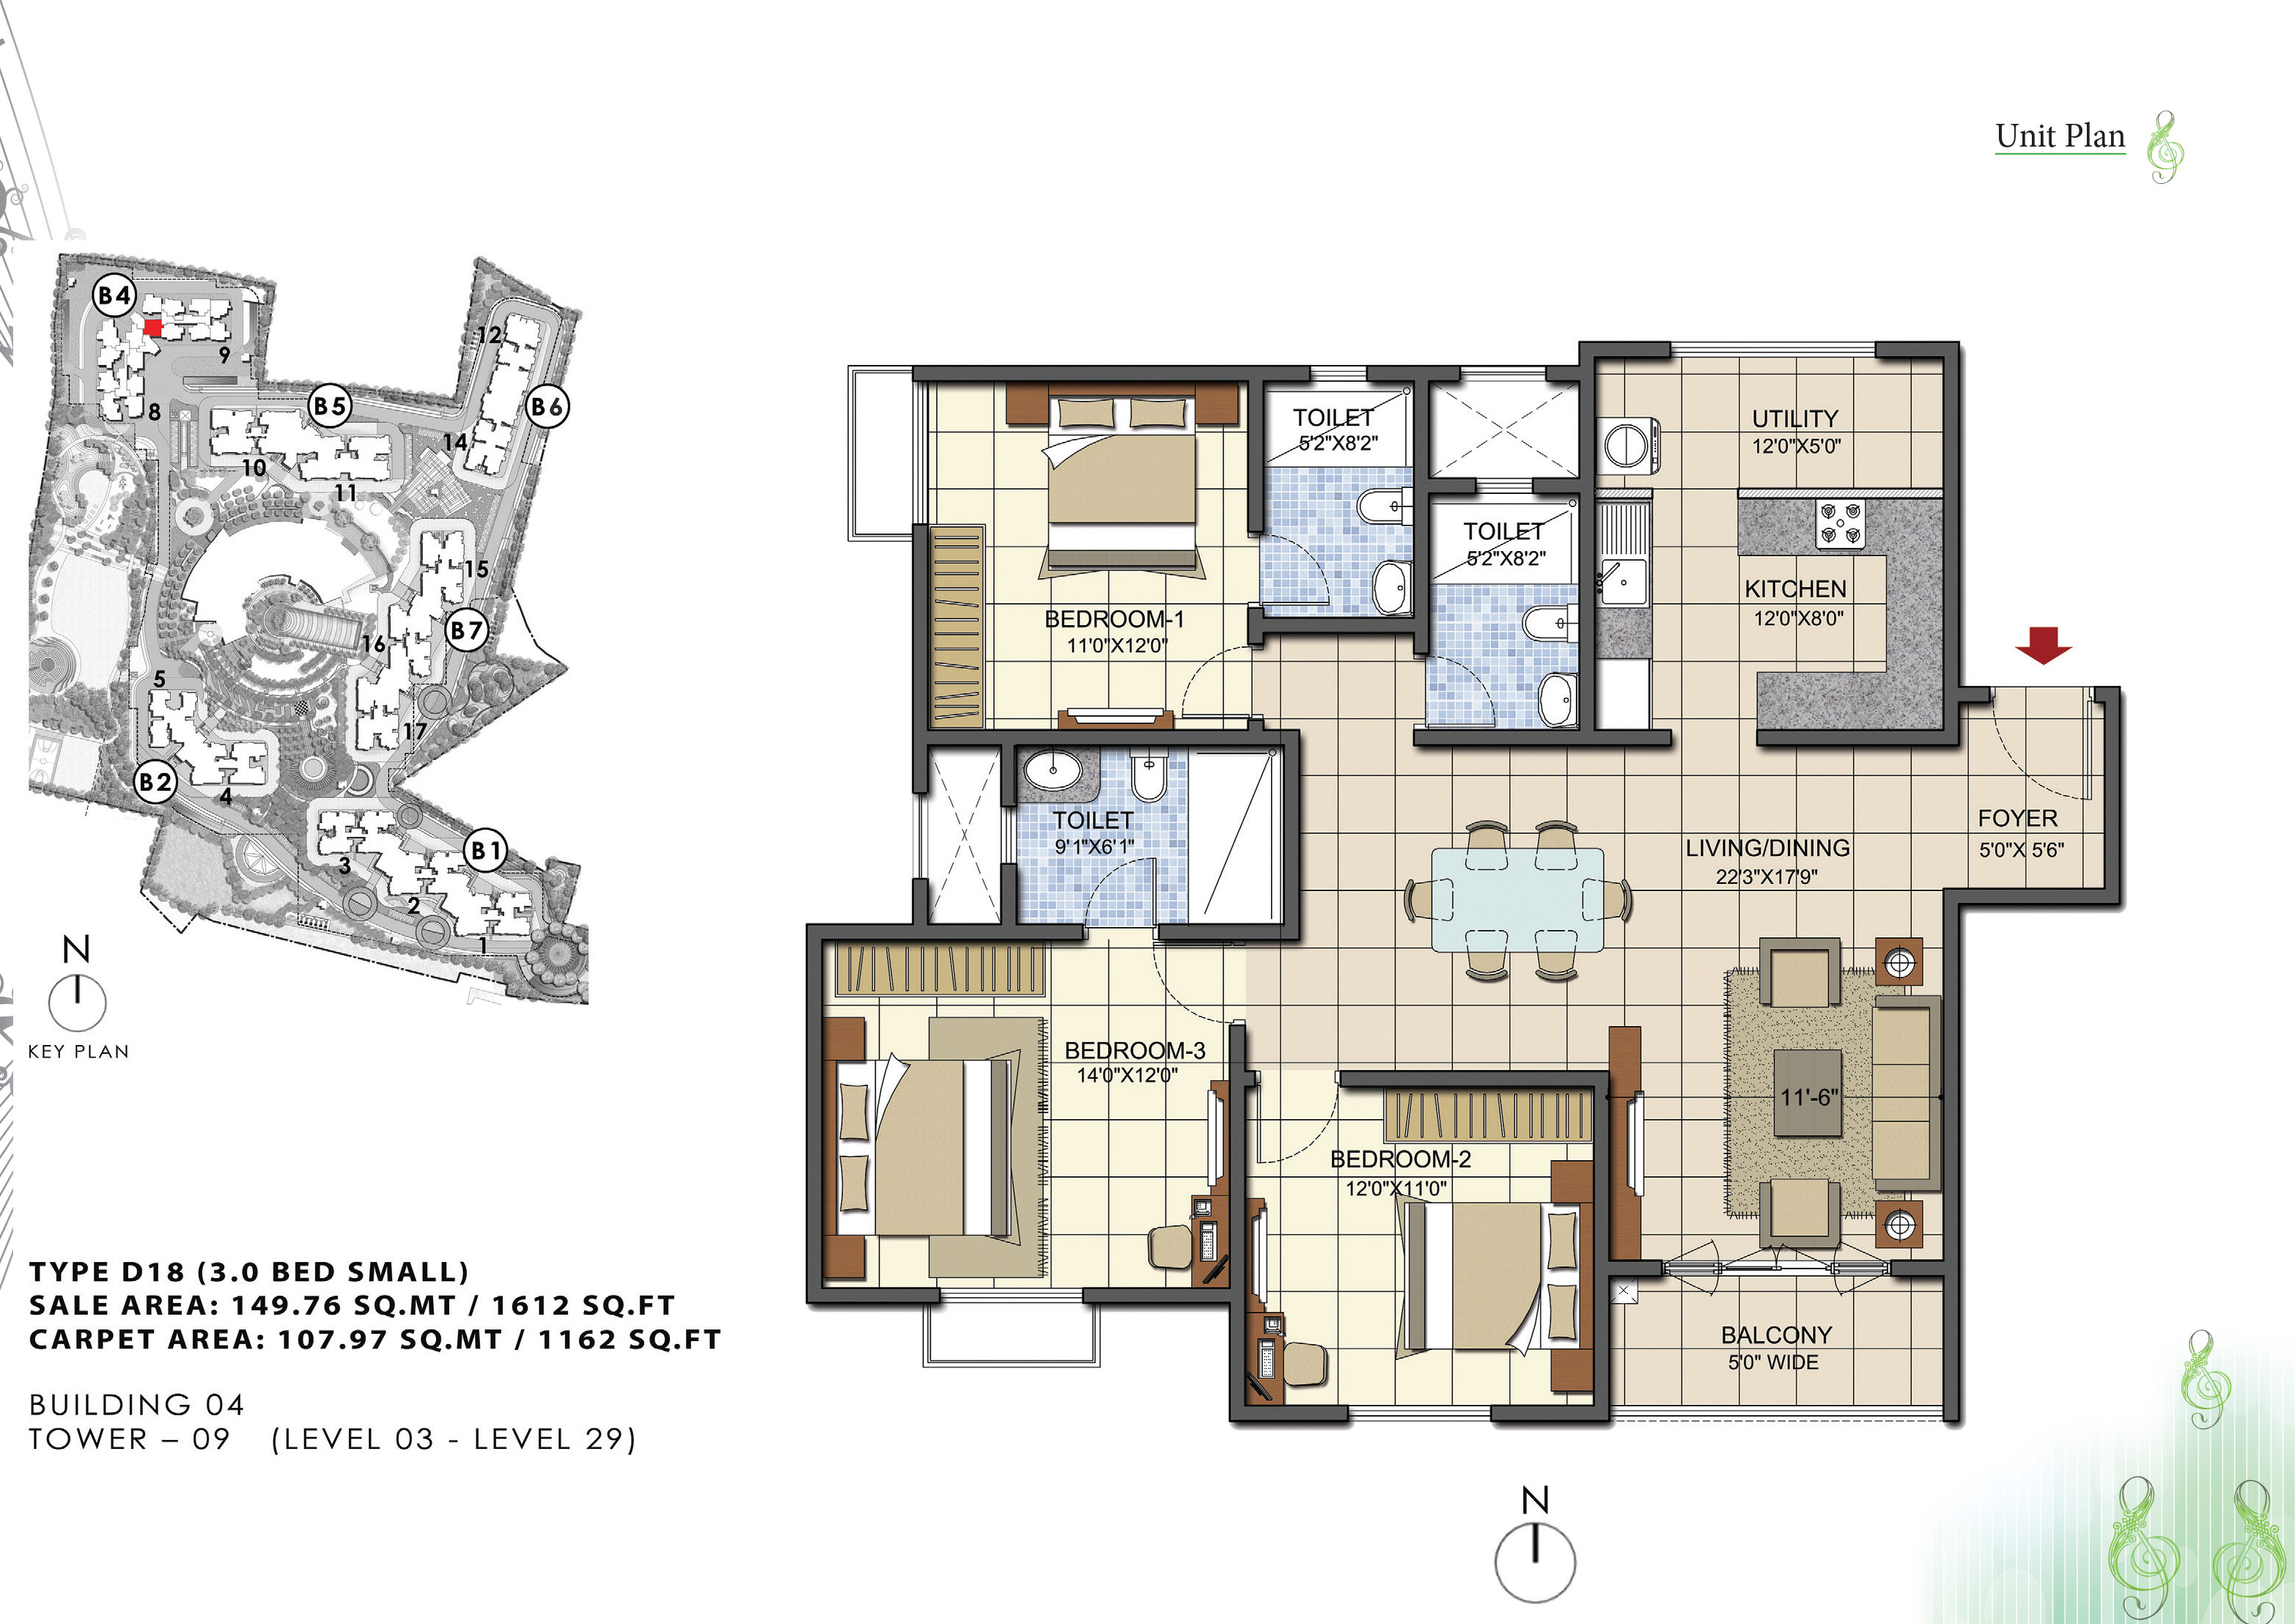 Unit Plan
B4
9
8
B5
10
11
12
B6
14
15
B7
16
17
5
B2
4
3
B1
2
1
N
KEY PLAN
TYPE D18 (3.0 BED SMALL)
SALE AREA: 149.76 SQ.MT / 1612 SQ.FT
CARPET AREA: 107.97 SQ.MT / 1162 SQ.FT
BUILDING 04
TOWER – 09 (LEVEL 03 - LEVEL 29)
TOILET
5'2"X8'2"
UTILITY
12'0"X5'0"
TOILET
5'2"X8'2"
BEDROOM-1
11'0"X12'0"
KITCHEN
12'0"X8'0"
TOILET
9'1"X6'1"
LIVING/DINING
22'3"X17'9"
FOYER
5'0"X 5'6"
BEDROOM-3
14'0"X12'0"
11'-6"
BEDROOM-2
12'0"X11'0"
BALCONY
5'0" WIDE
N